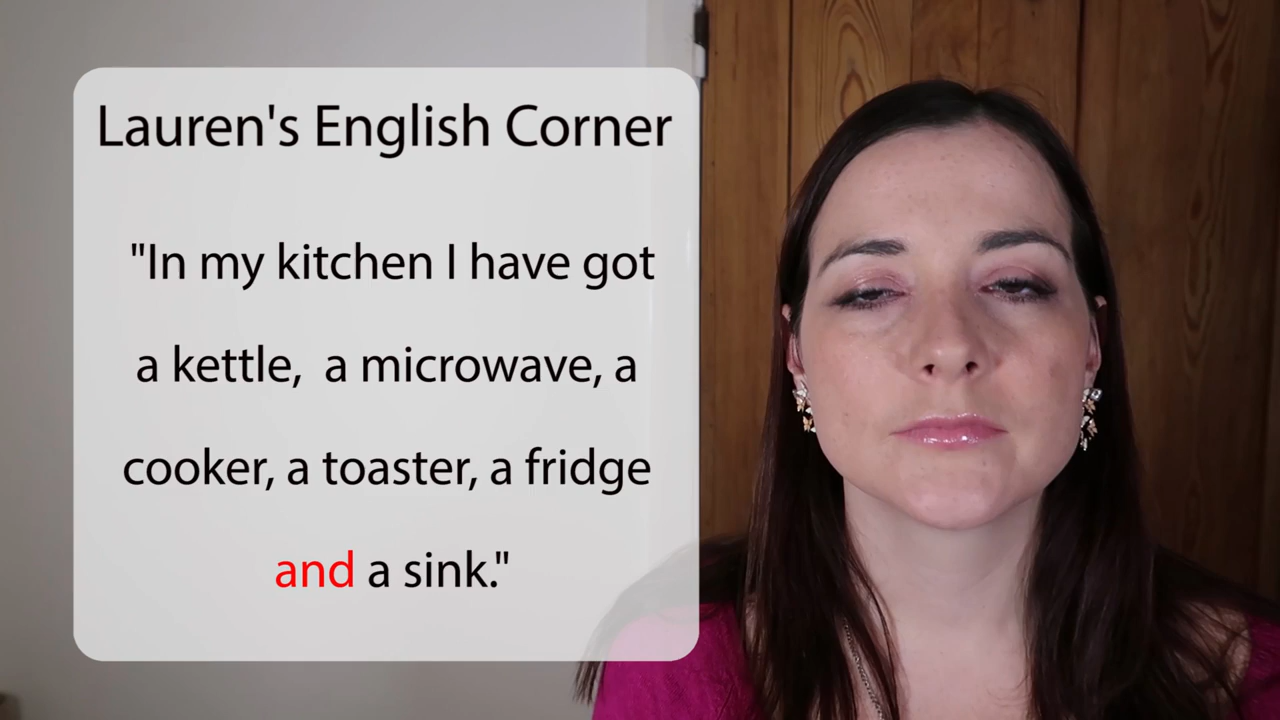 Lauren's English Corner
"In my kitchen I have got
a kettle, a microwave, a
cooker, a toaster, a fridge
and a sink."